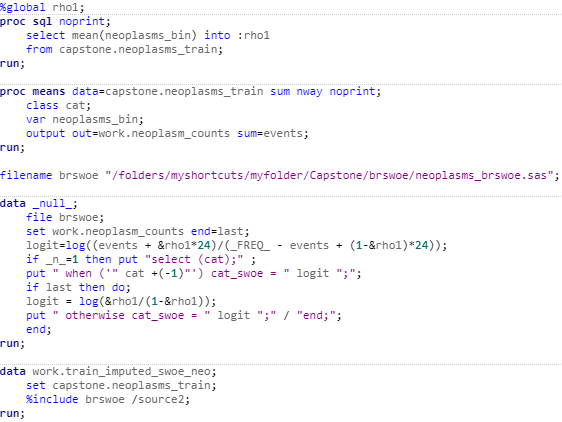 %global rho1;
proc sql noprint;
    select mean(neoplasms_bin) into :rho1
    from capstone.neoplasms_train;
run;

proc means data=capstone.neoplasms_train sum nway noprint;
    class cat;
    var neoplasms_bin;
    output out=work.neoplasm_counts sum=events;
run;

filename brswoe "/folders/myshortcuts/myfolder/Capstone/brswoe/neoplasms_brswoe.sas";

data _null_;
    file brswoe;
    set work.neoplasm_counts end=last;
    logit=log((events + &rho1*24)/(_FREQ_ - events + (1-&rho1)*24));
    if _n_=1 then put "select (cat);" ;
    put " when ('" cat +(-1)"') cat_swoe = " logit ";";
    if last then do;
    logit = log(&rho1/(1-&rho1));
    put " otherwise cat_swoe = " logit ";" / "end;";
    end;
run;

data work.train_imputed_swoe_neo;
    set capstone.neoplasms_train;
    %include brswoe /source2;
run;